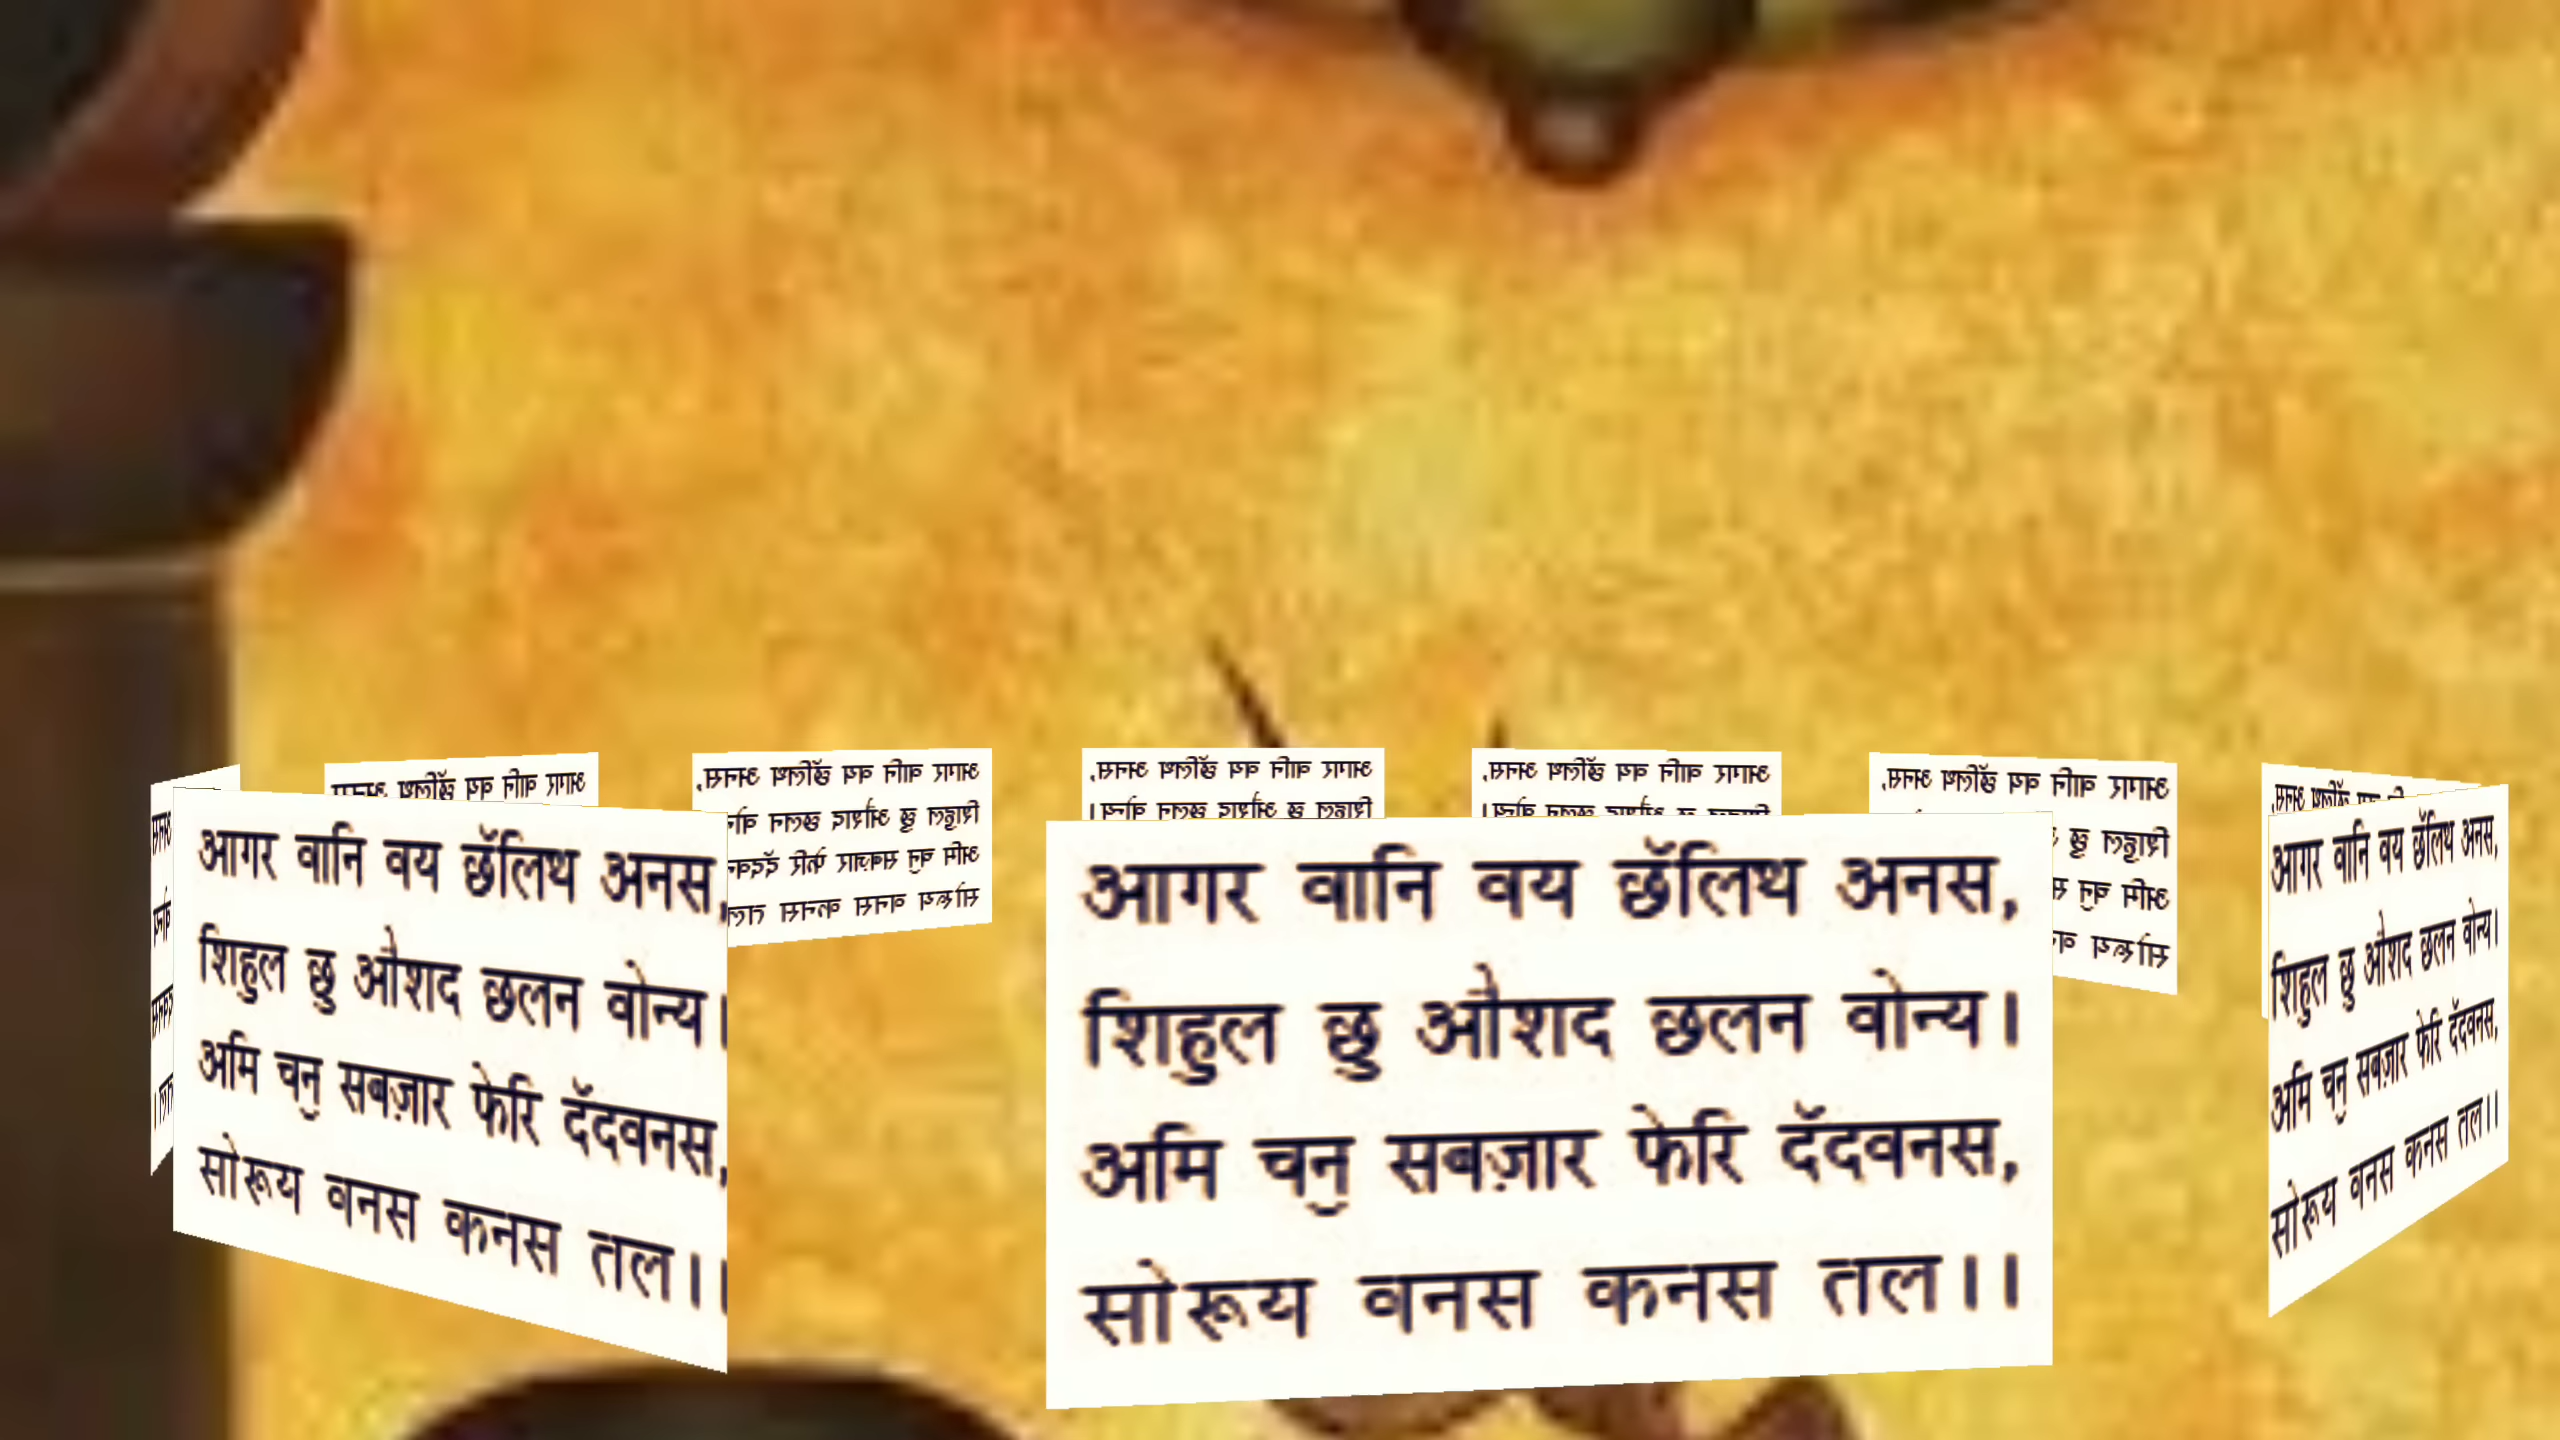 आगर वानि वय छॅलिथ अनस,
शिहुल छु औशद छलन वोन्य।
अमि चनु सबज़ार फेरि दॅदवनस,
सोरूय वनस कनस तल।।